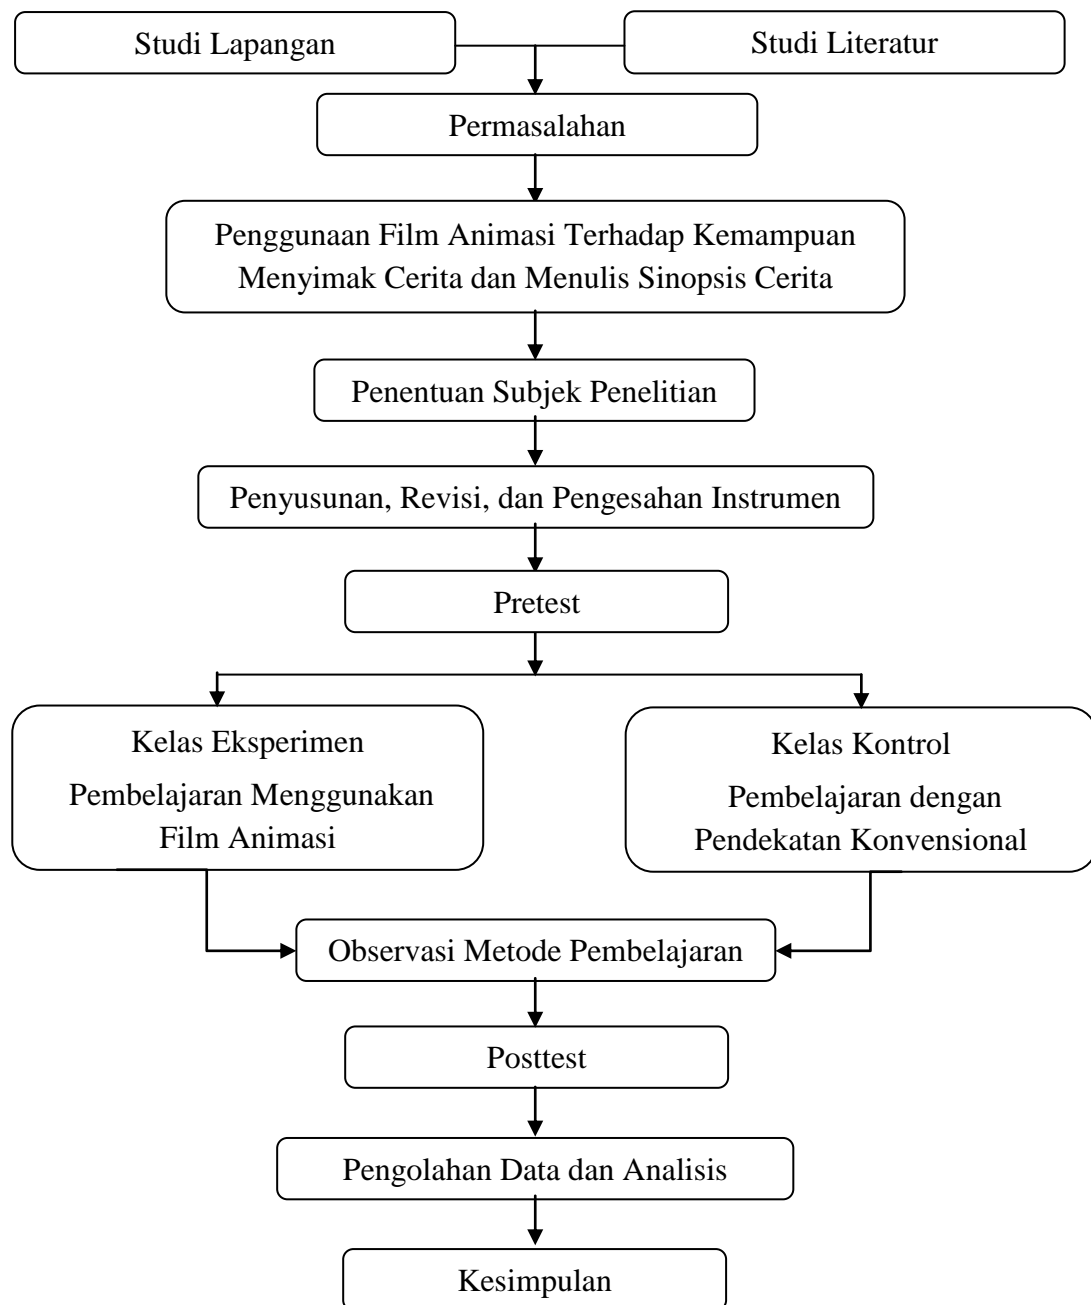 Studi Lapangan
Studi Literatur
Permasalahan
Penggunaan Film Animasi Terhadap Kemampuan
Menyimak Cerita dan Menulis Sinopsis Cerita
Penentuan Subjek Penelitian
Penyusunan, Revisi, dan Pengesahan Instrumen
Pretest
Kelas Eksperimen
Pembelajaran Menggunakan
Film Animasi
Kelas Kontrol
Pembelajaran dengan
Pendekatan Konvensional
Observasi Metode Pembelajaran
Posttest
Pengolahan Data dan Analisis
Kesimpulan